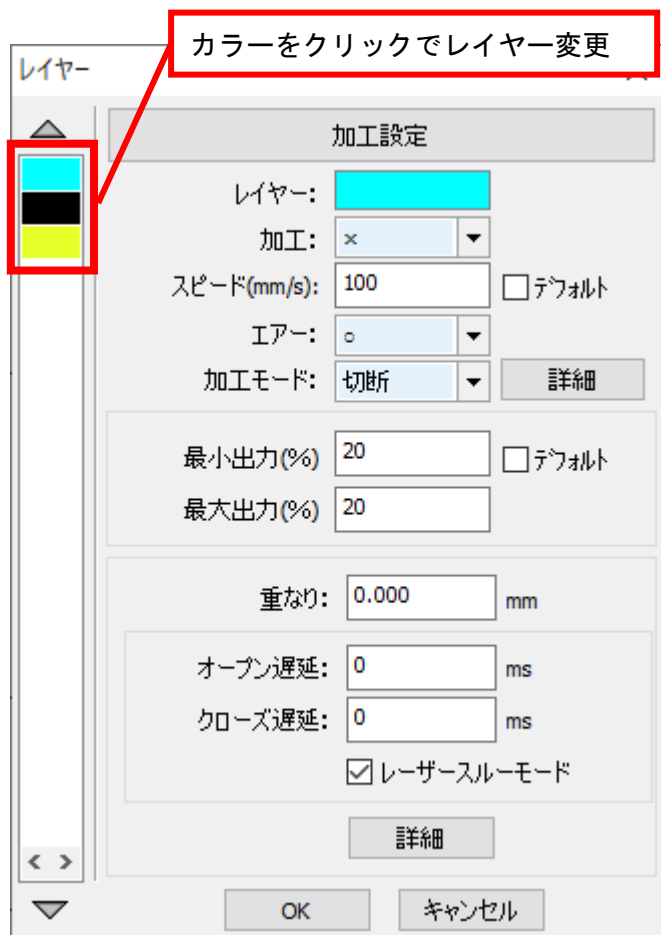 カラーをクリックでレイヤー変更
レイヤー
加工設定
レイヤー:
加工: ×
スピード(mm/s): 100 デフォルト
エアー: ○
加工モード: 切断 詳細
最小出力(%) 20 デフォルト
最大出力(%) 20
重なり: 0.000 mm
オープン遅延: 0 ms
クローズ遅延: 0 ms
レーザースルーモード
詳細
OK キャンセル